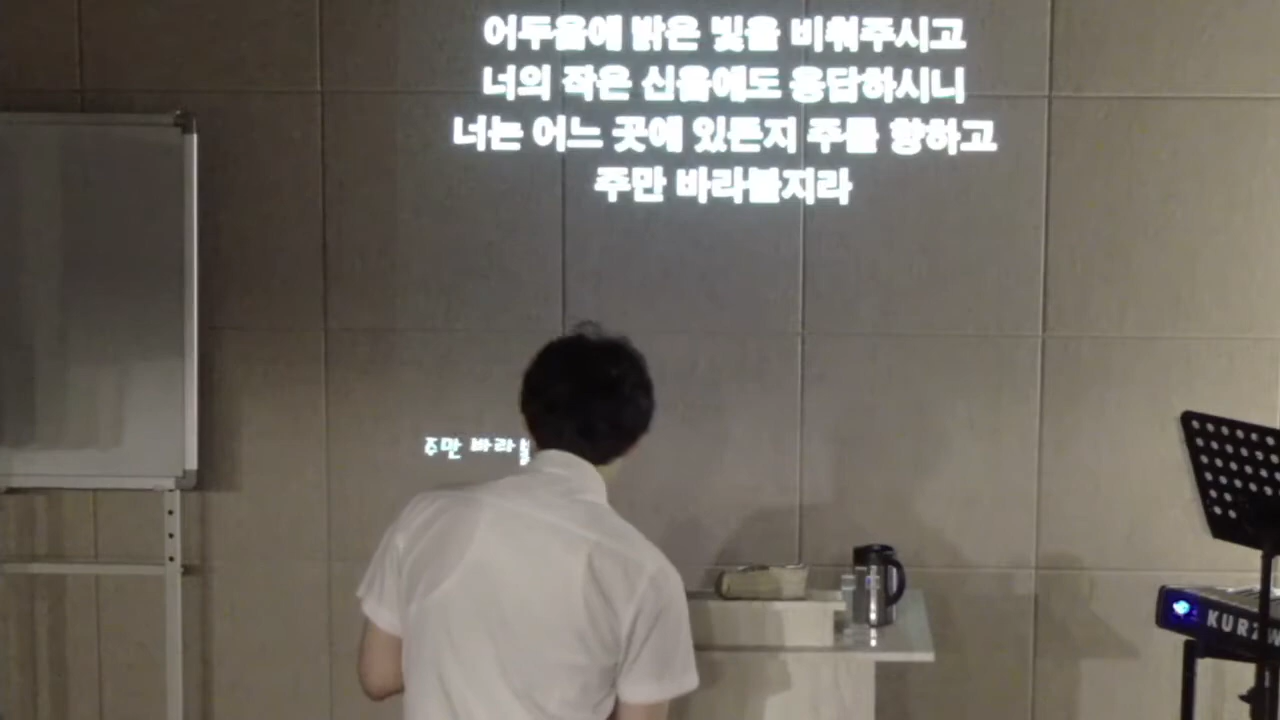 어두움에 밝은 빛을 비춰주시고
너의 작은 신음에도 응답하시니
너는 어느 곳에 있든지 주를 향하고
주만 바라볼지라
주만 바라
KURZW